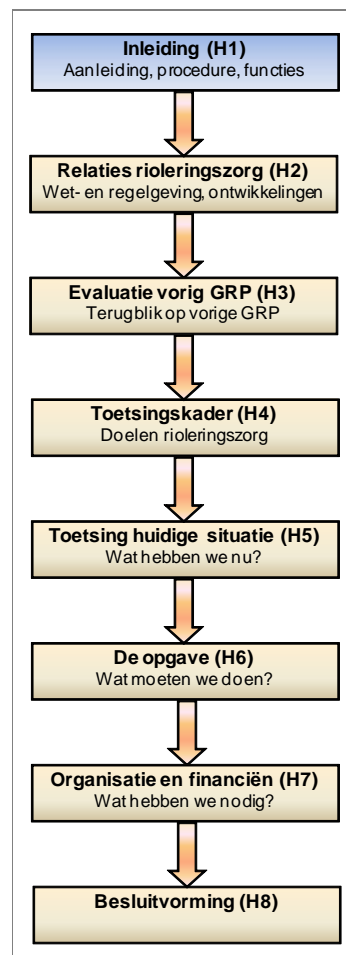 Inleiding (H1)
Aanleiding, procedure, functies
Relaties rioleringszorg (H2)
Wet- en regelgeving, ontwikkelingen
Evaluatie vorig GRP (H3)
Terugblik op vorige GRP
Toetsingskader (H4)
Doelen rioleringszorg
Toetsing huidige situatie (H5)
Wat hebben we nu?
De opgave (H6)
Wat moeten we doen?
Organisatie en financiën (H7)
Wat hebben we nodig?
Besluitvorming (H8)